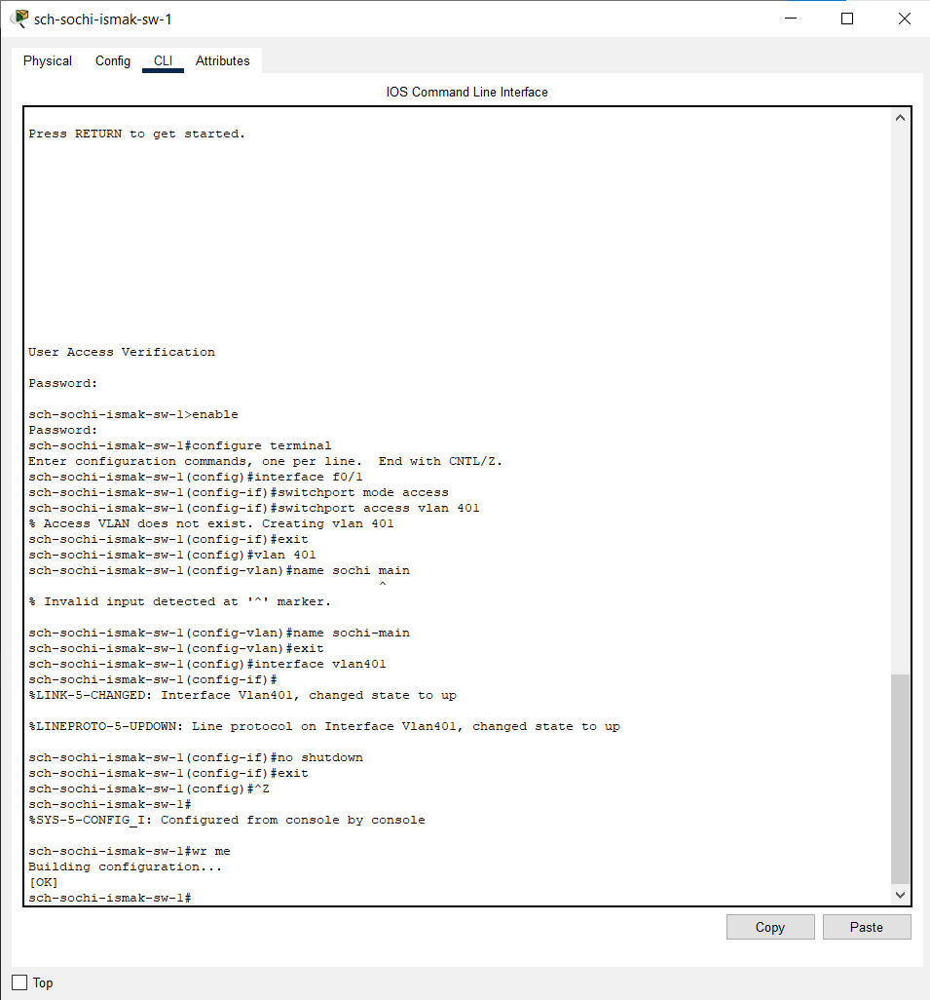 sch-sochi-ismak-sw-1
Physical Config CLI Attributes
IOS Command Line Interface
Press RETURN to get started.
User Access Verification
Password:
sch-sochi-ismak-sw-1>enable
Password:
sch-sochi-ismak-sw-1#configure terminal
Enter configuration commands, one per line.  End with CNTL/Z.
sch-sochi-ismak-sw-1(config)#interface f0/1
sch-sochi-ismak-sw-1(config-if)#switchport mode access
sch-sochi-ismak-sw-1(config-if)#switchport access vlan 401
% Access VLAN does not exist. Creating vlan 401
sch-sochi-ismak-sw-1(config-if)#exit
sch-sochi-ismak-sw-1(config)#vlan 401
sch-sochi-ismak-sw-1(config-vlan)#name sochi main
^
% Invalid input detected at '^' marker.
sch-sochi-ismak-sw-1(config-vlan)#name sochi-main
sch-sochi-ismak-sw-1(config-vlan)#exit
sch-sochi-ismak-sw-1(config)#interface vlan401
sch-sochi-ismak-sw-1(config-if)#
%LINK-5-CHANGED: Interface Vlan401, changed state to up
%LINEPROTO-5-UPDOWN: Line protocol on Interface Vlan401, changed state to up
sch-sochi-ismak-sw-1(config-if)#no shutdown
sch-sochi-ismak-sw-1(config-if)#exit
sch-sochi-ismak-sw-1(config)#^Z
sch-sochi-ismak-sw-1#
%SYS-5-CONFIG_I: Configured from console by console
sch-sochi-ismak-sw-1#wr me
Building configuration...
[OK]
sch-sochi-ismak-sw-1#
Copy Paste
Top